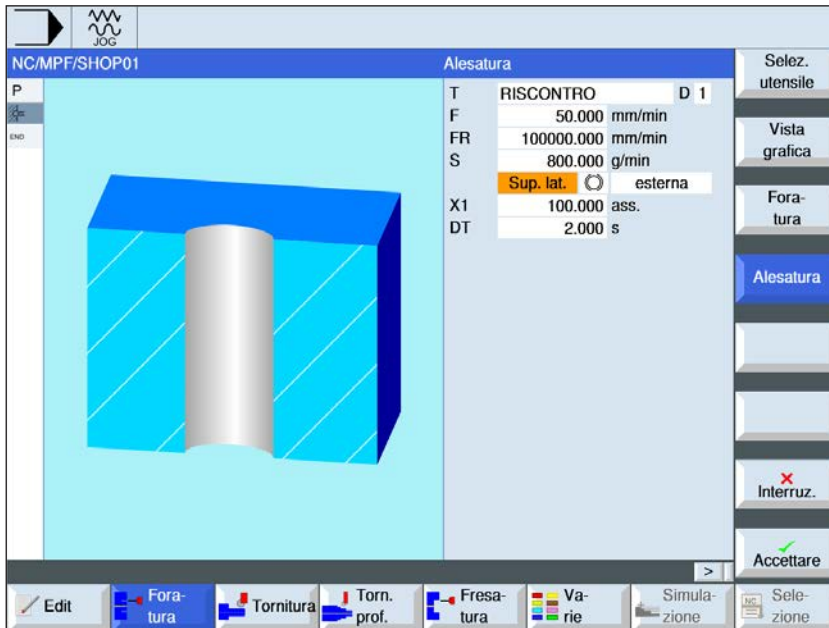 JOG
NC/MPF/SHOP01
Alesatura
P
END
T RISCONTRO D 1
F 50.000 mm/min
FR 100000.000 mm/min
S 800.000 g/min
Sup. lat. esterna
X1 100.000 ass.
DT 2.000 s
Selez.
utensile
Vista
grafica
Fora-
tura
Alesatura
Interruz.
Accettare
>
Edit
Fora-
tura
Tornitura
Torn.
prof.
Fresa-
tura
Va-
rie
Simula-
zione
NC
Sele-
zione